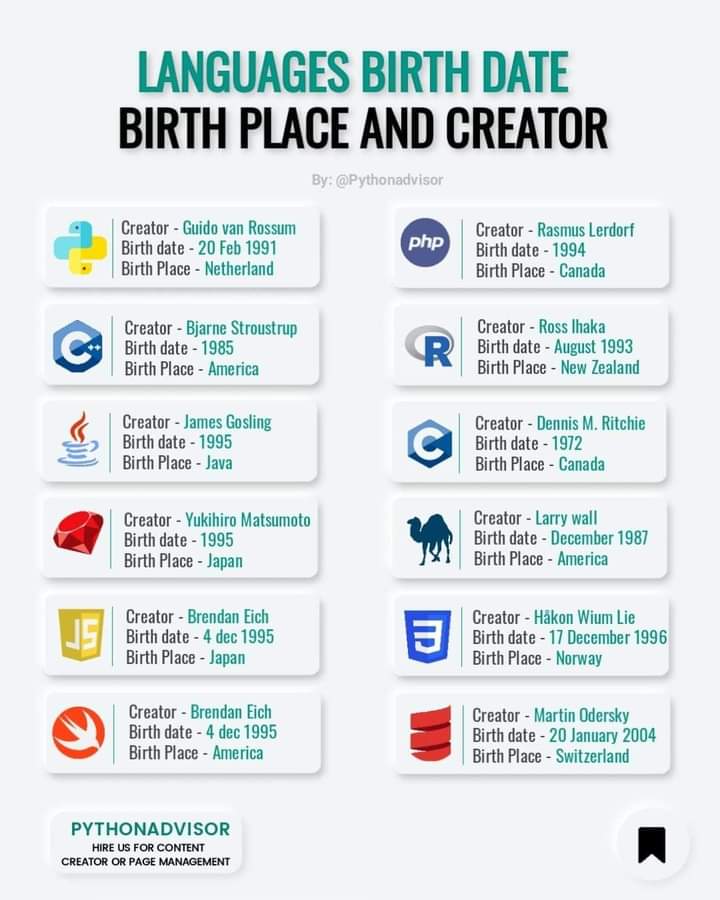 LANGUAGES BIRTH DATE
BIRTH PLACE AND CREATOR
By: @Pythonadvisor
Creator - Guido van Rossum
Birth date - 20 Feb 1991
Birth Place - Netherland
php
Creator - Rasmus Lerdorf
Birth date - 1994
Birth Place - Canada
C++
Creator - Bjarne Stroustrup
Birth date - 1985
Birth Place - America
R
Creator - Ross Ihaka
Birth date - August 1993
Birth Place - New Zealand
Creator - James Gosling
Birth date - 1995
Birth Place - Java
C
Creator - Dennis M. Ritchie
Birth date - 1972
Birth Place - Canada
Creator - Yukihiro Matsumoto
Birth date - 1995
Birth Place - Japan
Creator - Larry wall
Birth date - December 1987
Birth Place - America
JS
Creator - Brendan Eich
Birth date - 4 dec 1995
Birth Place - Japan
3
Creator - Håkon Wium Lie
Birth date - 17 December 1996
Birth Place - Norway
Creator - Brendan Eich
Birth date - 4 dec 1995
Birth Place - America
Creator - Martin Odersky
Birth date - 20 January 2004
Birth Place - Switzerland
PYTHONADVISOR
HIRE US FOR CONTENT
CREATOR OR PAGE MANAGEMENT